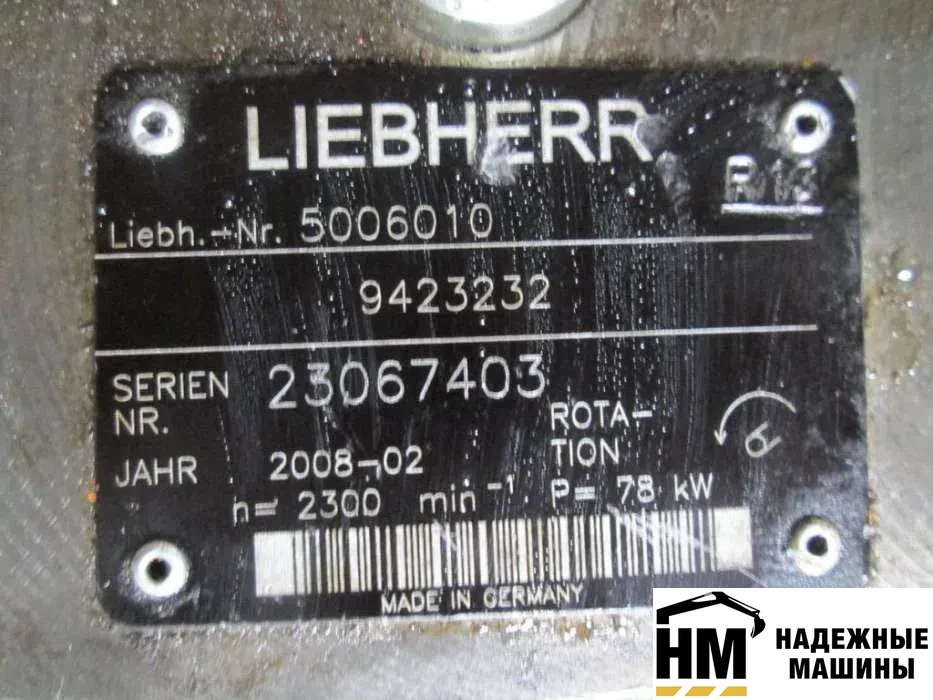 LIEBHERR
R13
Liebh.-Nr. 5006010
9423232
SERIEN NR. 23067403
JAHR 2008-02
ROTA-
TION
n= 2300 min⁻¹ P= 78 kW
MADE IN GERMANY
НМ НАДЕЖНЫЕ
МАШИНЫ